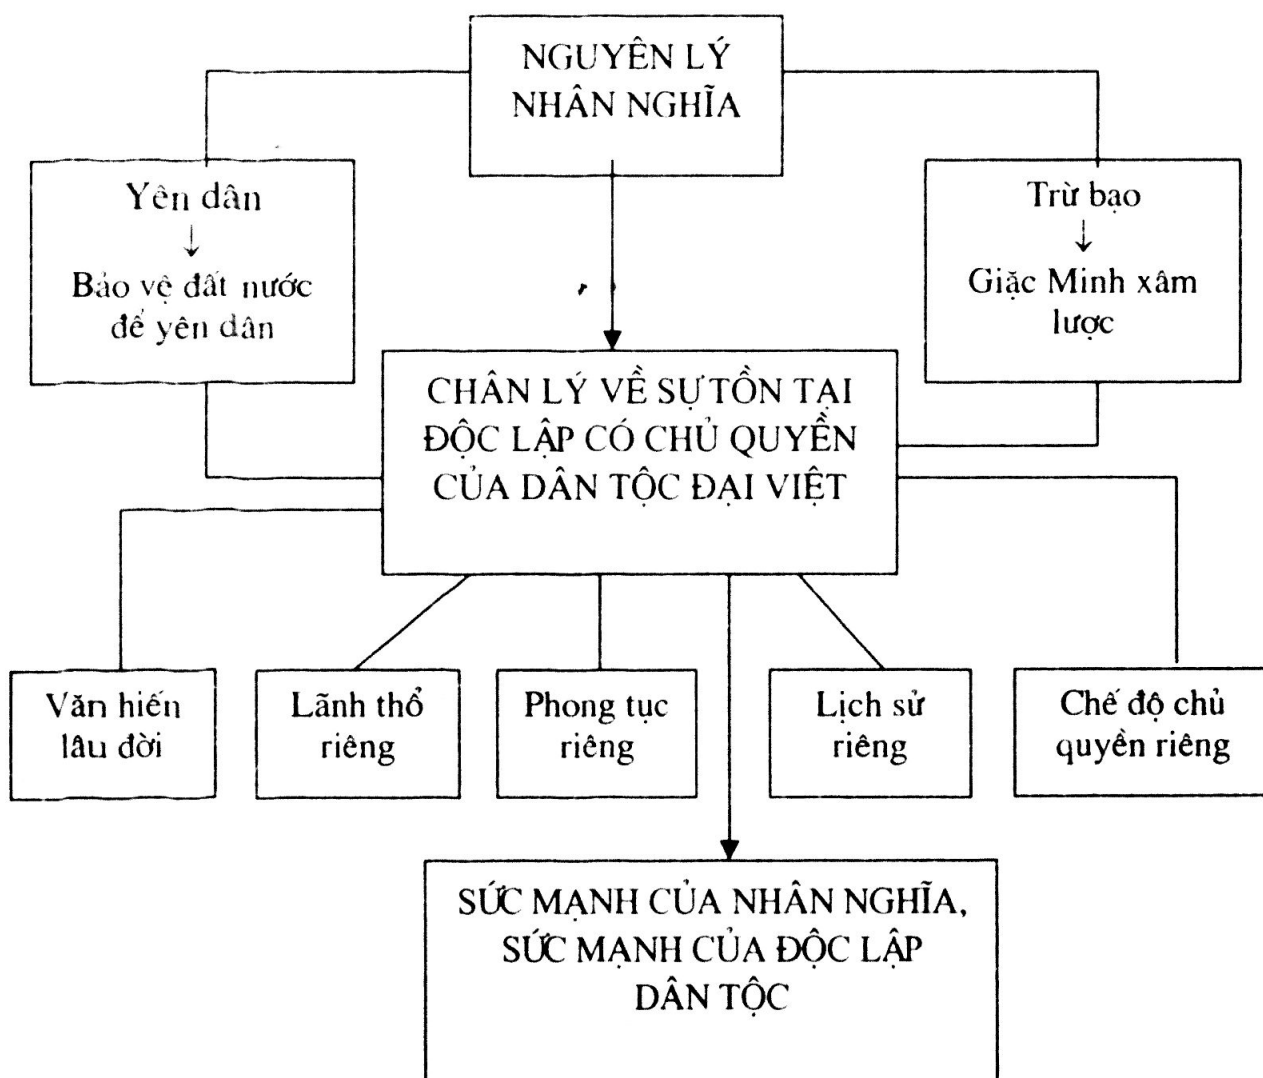 NGUYÊN LÝ
NHÂN NGHĨA
Yên dân
↓
Bảo vệ đất nước
để yên dân
Trừ bạo
↓
Giặc Minh xâm
lược
CHÂN LÝ VỀ SỰ TỒN TẠI
ĐỘC LẬP CÓ CHỦ QUYỀN
CỦA DÂN TỘC ĐẠI VIỆT
Văn hiến
lâu đời
Lãnh thổ
riêng
Phong tục
riêng
Lịch sử
riêng
Chế độ chủ
quyền riêng
SỨC MẠNH CỦA NHÂN NGHĨA,
SỨC MẠNH CỦA ĐỘC LẬP
DÂN TỘC